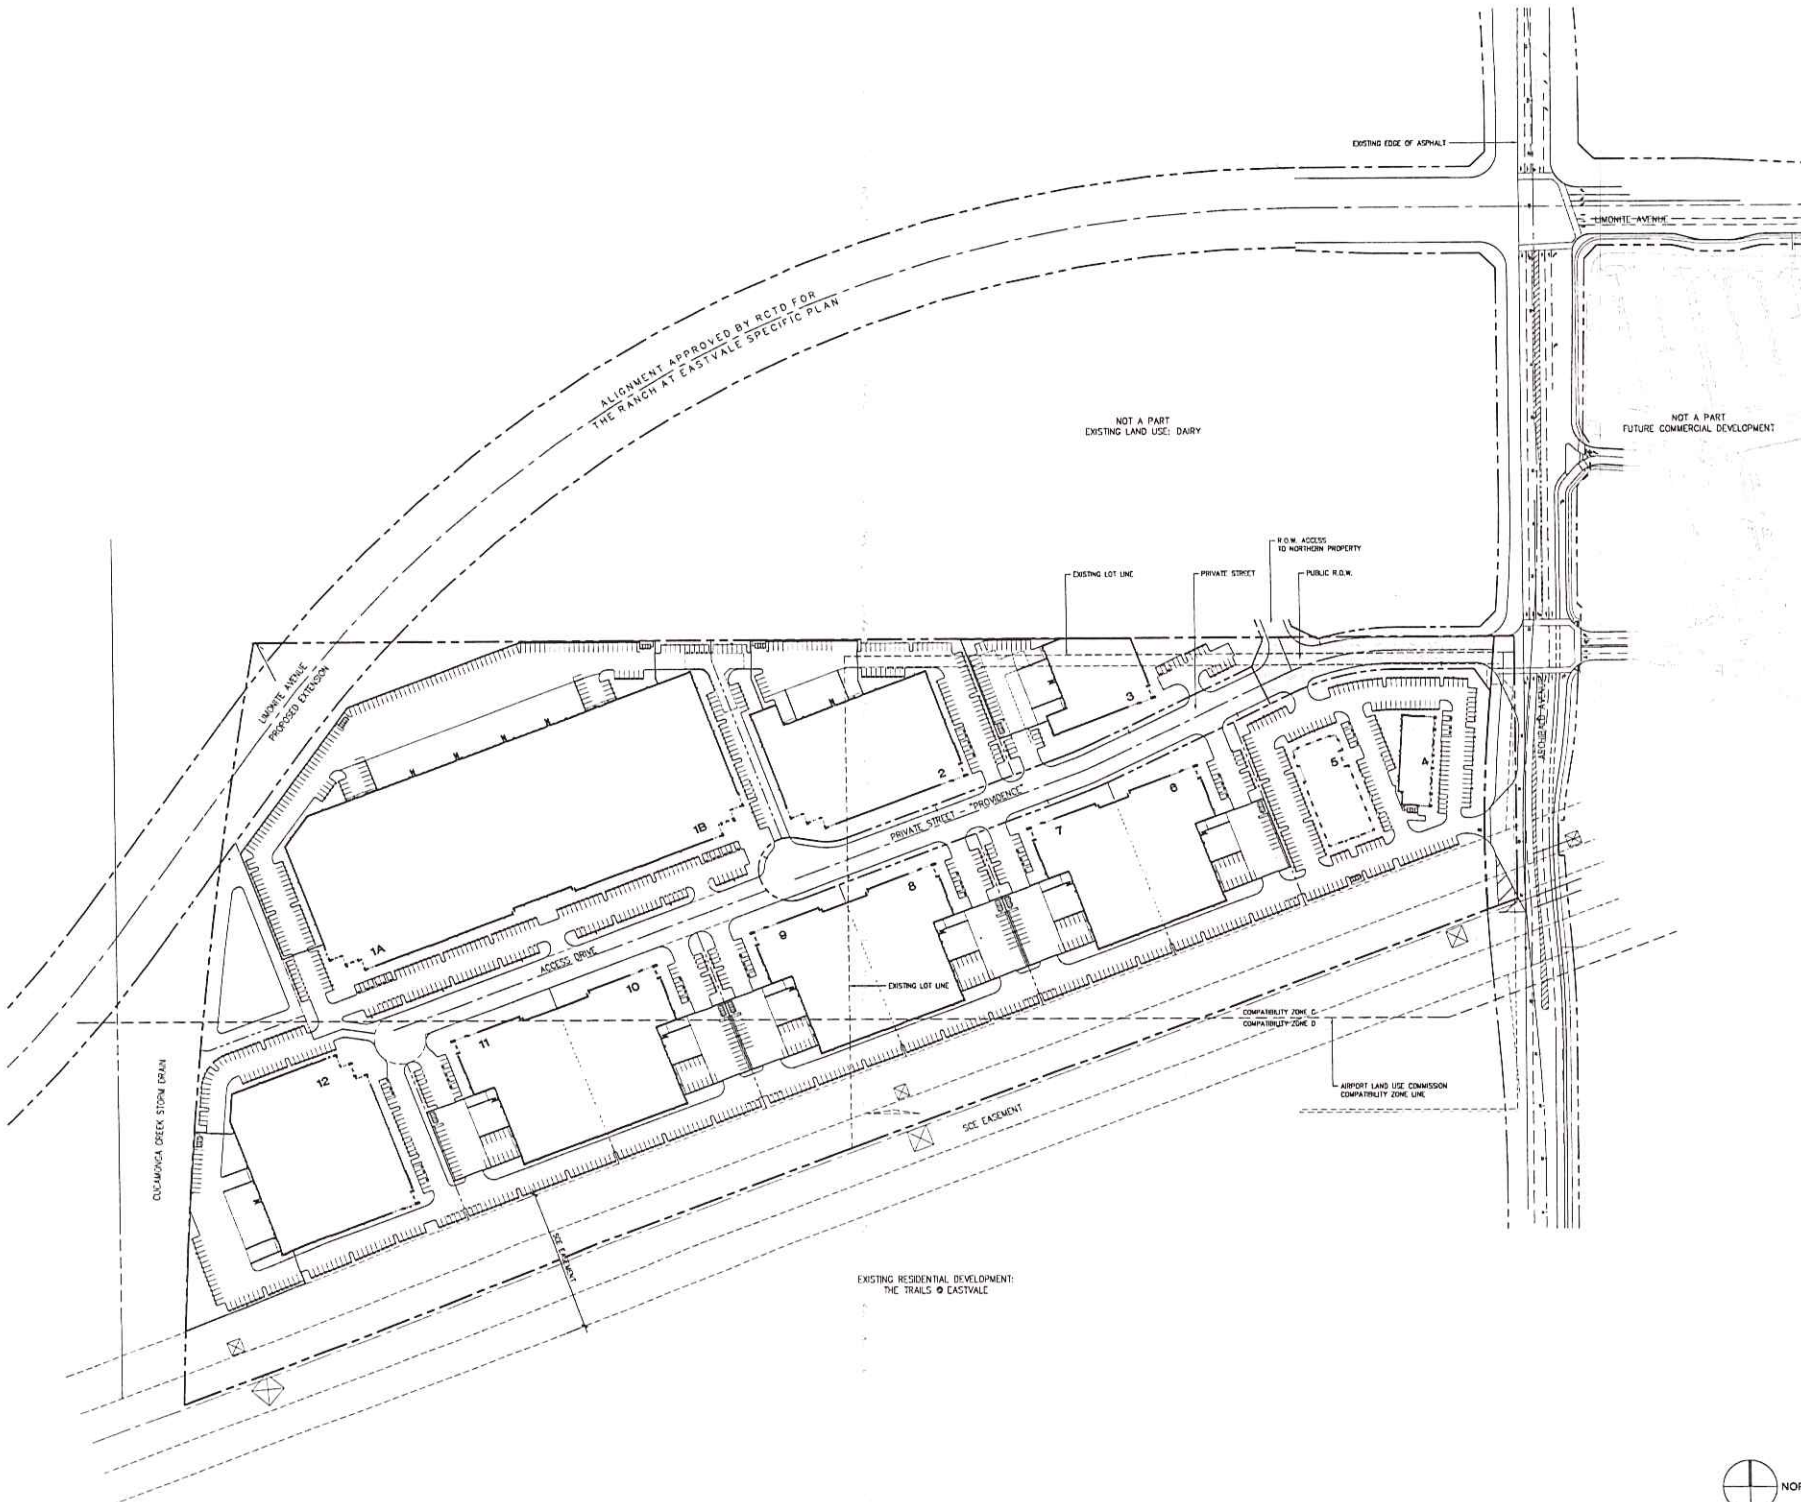 EXISTING EDGE OF ASPHALT
LIMONITE AVENUE
ALIGNMENT APPROVED BY RCTD FOR
THE RANCH AT EASTVALE SPECIFIC PLAN
NOT A PART
EXISTING LAND USE: DAIRY
NOT A PART
FUTURE COMMERCIAL DEVELOPMENT
R.O.W. ACCESS
TO NORTHERN PROPERTY
EXISTING LOT LINE
PRIVATE STREET
PUBLIC R.O.W.
LIMONITE AVENUE
PROPOSED EXTENSION
ARCHIBALD AVENUE
3
2
5
4
6
PRIVATE STREET - "PROVIDENCE"
1B
7
8
9
1A
ACCESS DRIVE
10
EXISTING LOT LINE
11
12
COMPATIBILITY ZONE C
COMPATIBILITY ZONE D
AIRPORT LAND USE COMMISSION
COMPATIBILITY ZONE LINE
CUCAMONGA CREEK STORM DRAIN
SCE EASEMENT
SCE EASEMENT
EXISTING RESIDENTIAL DEVELOPMENT:
THE TRAILS @ EASTVALE
NOR